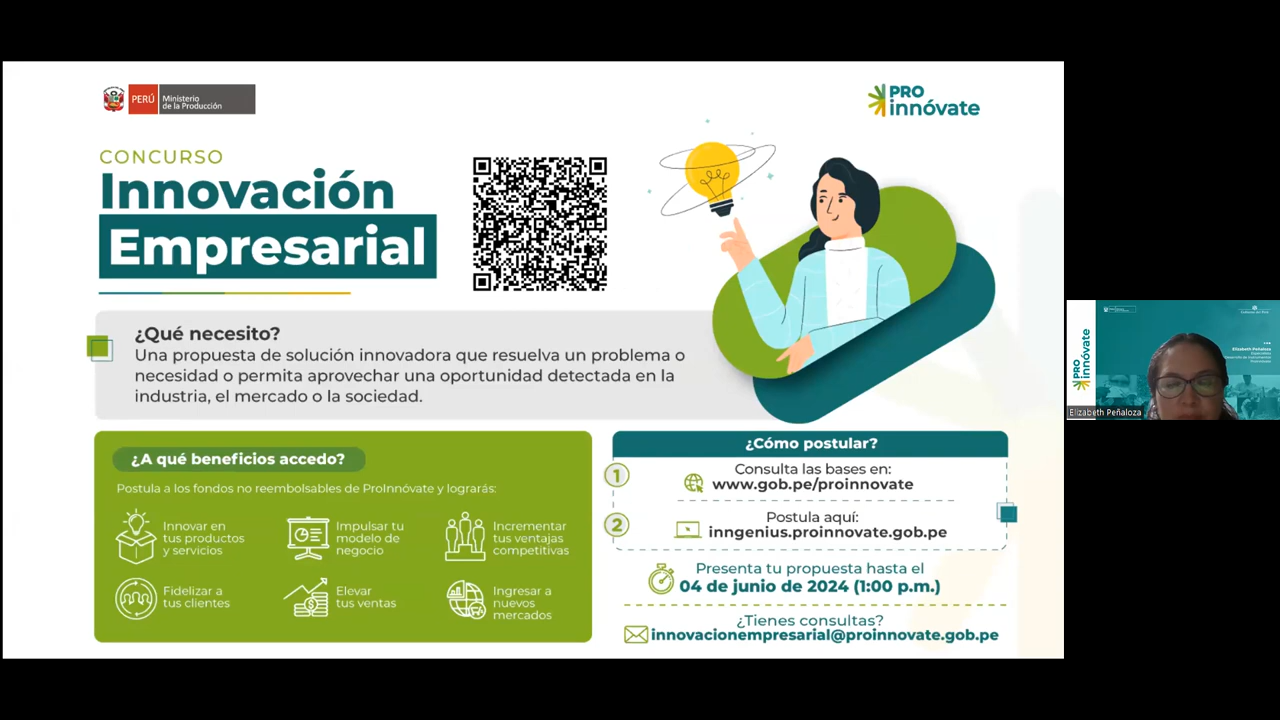 PERÚ
Ministerio
de la Producción
PRO
innóvate
CONCURSO
Innovación
Empresarial
¿Qué necesito?
Una propuesta de solución innovadora que resuelva un problema o
necesidad o permita aprovechar una oportunidad detectada en la
industria, el mercado o la sociedad.
¿A qué beneficios accedo?
Postula a los fondos no reembolsables de ProInnóvate y lograrás:
Innovar en
tus productos
y servicios
Impulsar tu
modelo de
negocio
Incrementar
tus ventajas
competitivas
Fidelizar a
tus clientes
Elevar
tus ventas
Ingresar a
nuevos
mercados
¿Cómo postular?
1
Consulta las bases en:
www.gob.pe/proinnovate
2
Postula aquí:
inngenius.proinnovate.gob.pe
Presenta tu propuesta hasta el
04 de junio de 2024 (1:00 p.m.)
¿Tienes consultas?
innovacionempresarial@proinnovate.gob.pe
PRO
innóvate
Elizabeth Peñaloza
Elizabeth Peñaloza